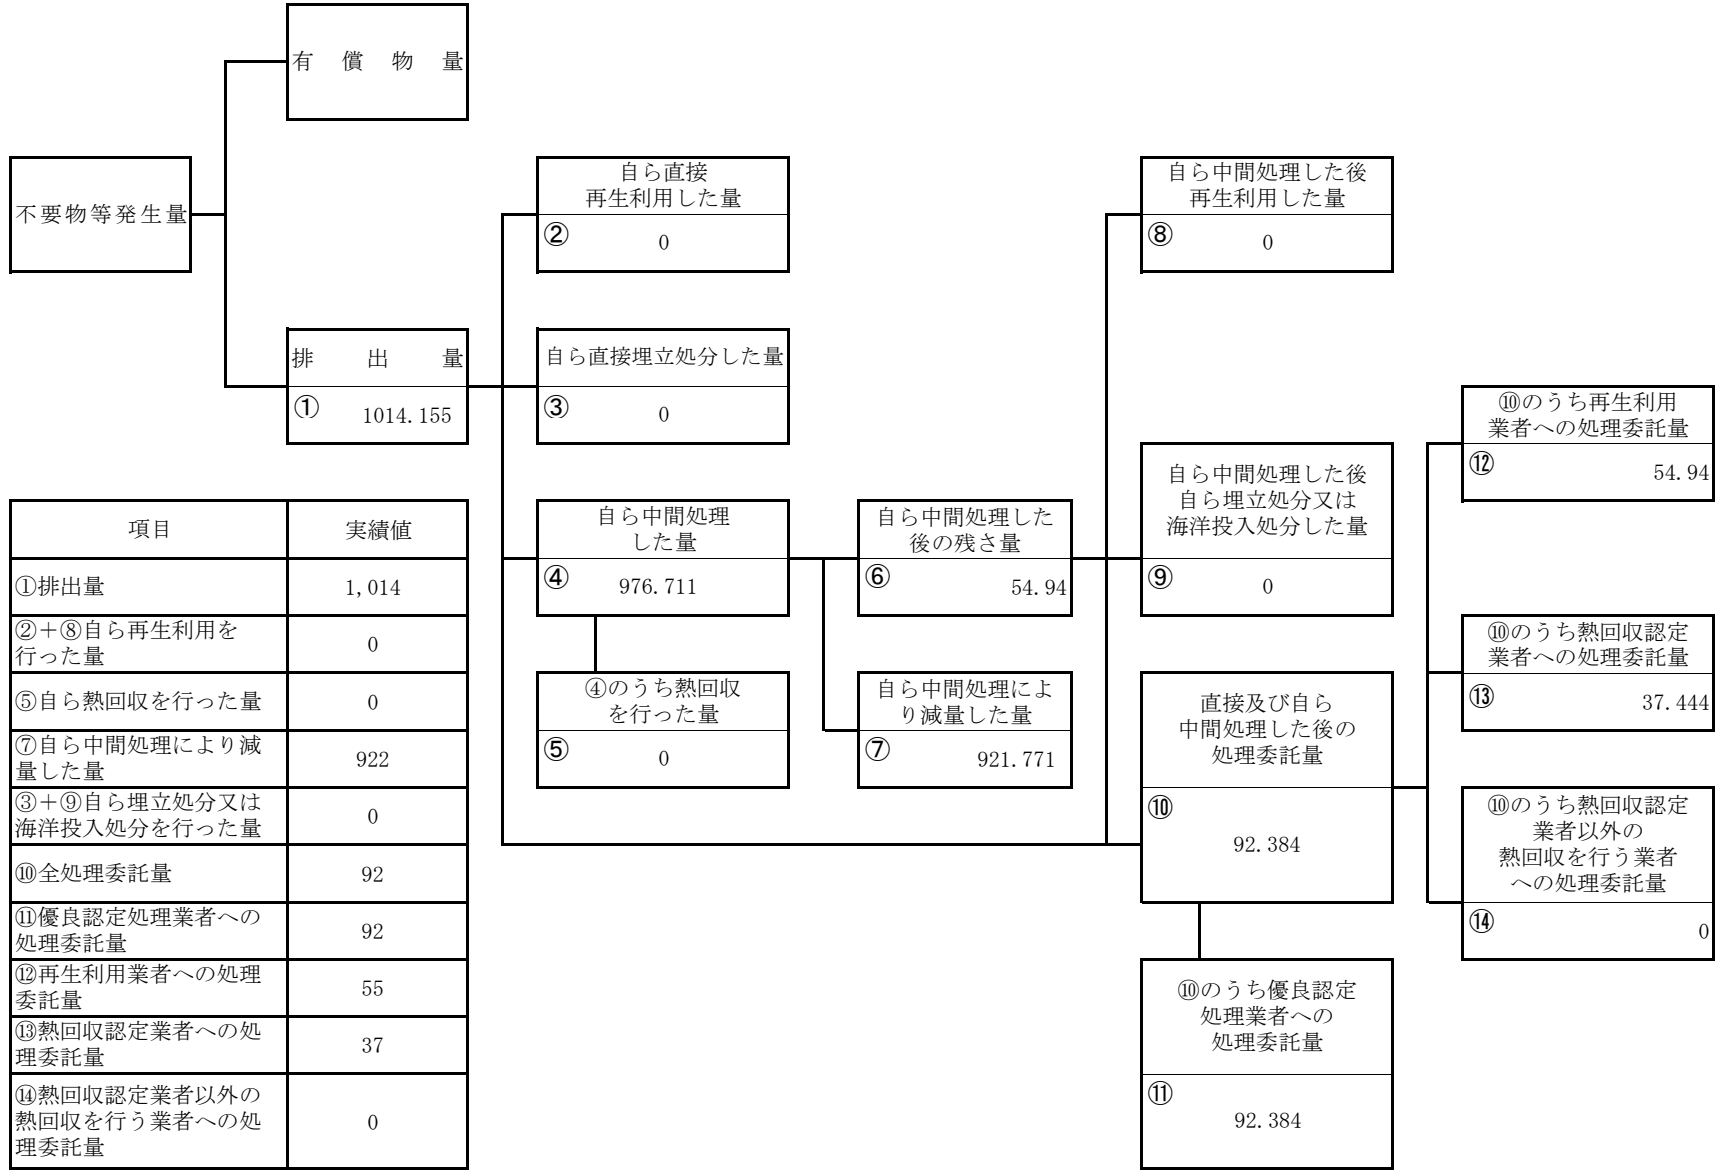 有償物量
不要物等発生量
排出量
① 1014.155
自ら直接
再生利用した量
② 0
自ら直接埋立処分した量
③ 0
自ら中間処理
した量
④ 976.711
④のうち熱回収
を行った量
⑤ 0
自ら中間処理した
後の残さ量
⑥ 54.94
自ら中間処理によ
り減量した量
⑦ 921.771
自ら中間処理した後
再生利用した量
⑧ 0
自ら中間処理した後
自ら埋立処分又は
海洋投入処分した量
⑨ 0
直接及び自ら
中間処理した後の
処理委託量
⑩
92.384
⑩のうち優良認定
処理業者への
処理委託量
⑪
92.384
⑩のうち再生利用
業者への処理委託量
⑫ 54.94
⑩のうち熱回収認定
業者への処理委託量
⑬ 37.444
⑩のうち熱回収認定
業者以外の
熱回収を行う業者
への処理委託量
⑭ 0
項目 実績値
①排出量 1,014
②＋⑧自ら再生利用を
行った量 0
⑤自ら熱回収を行った量 0
⑦自ら中間処理により減
量した量 922
③＋⑨自ら埋立処分又は
海洋投入処分を行った量 0
⑩全処理委託量 92
⑪優良認定処理業者への
処理委託量 92
⑫再生利用業者への処理
委託量 55
⑬熱回収認定業者への処
理委託量 37
⑭熱回収認定業者以外の
熱回収を行う業者への処
理委託量 0